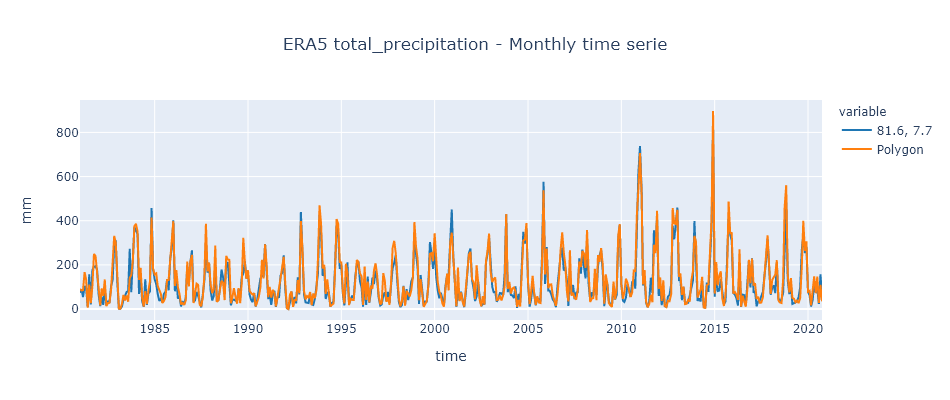 ERA5 total_precipitation - Monthly time serie
variable
81.6, 7.7
Polygon
mm
800
600
400
200
0
1985
1990
1995
2000
2005
2010
2015
2020
time